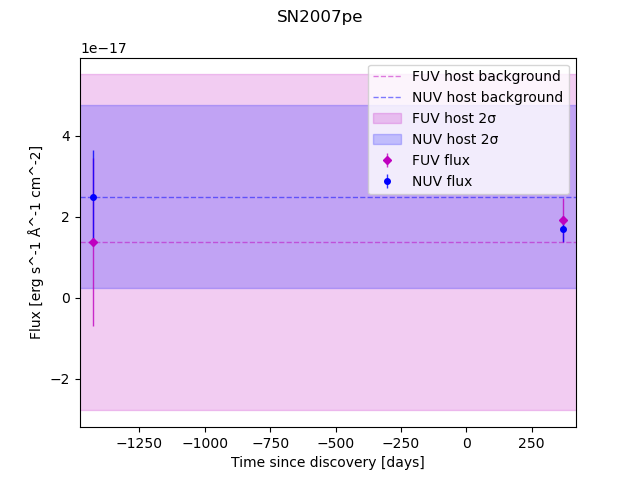 SN2007pe
1e−17
FUV host background
NUV host background
FUV host 2σ
NUV host 2σ
FUV flux
NUV flux
Flux [erg s^-1 Å^-1 cm^-2]
4
2
0
−2
−1250
−1000
−750
−500
−250
0
250
Time since discovery [days]